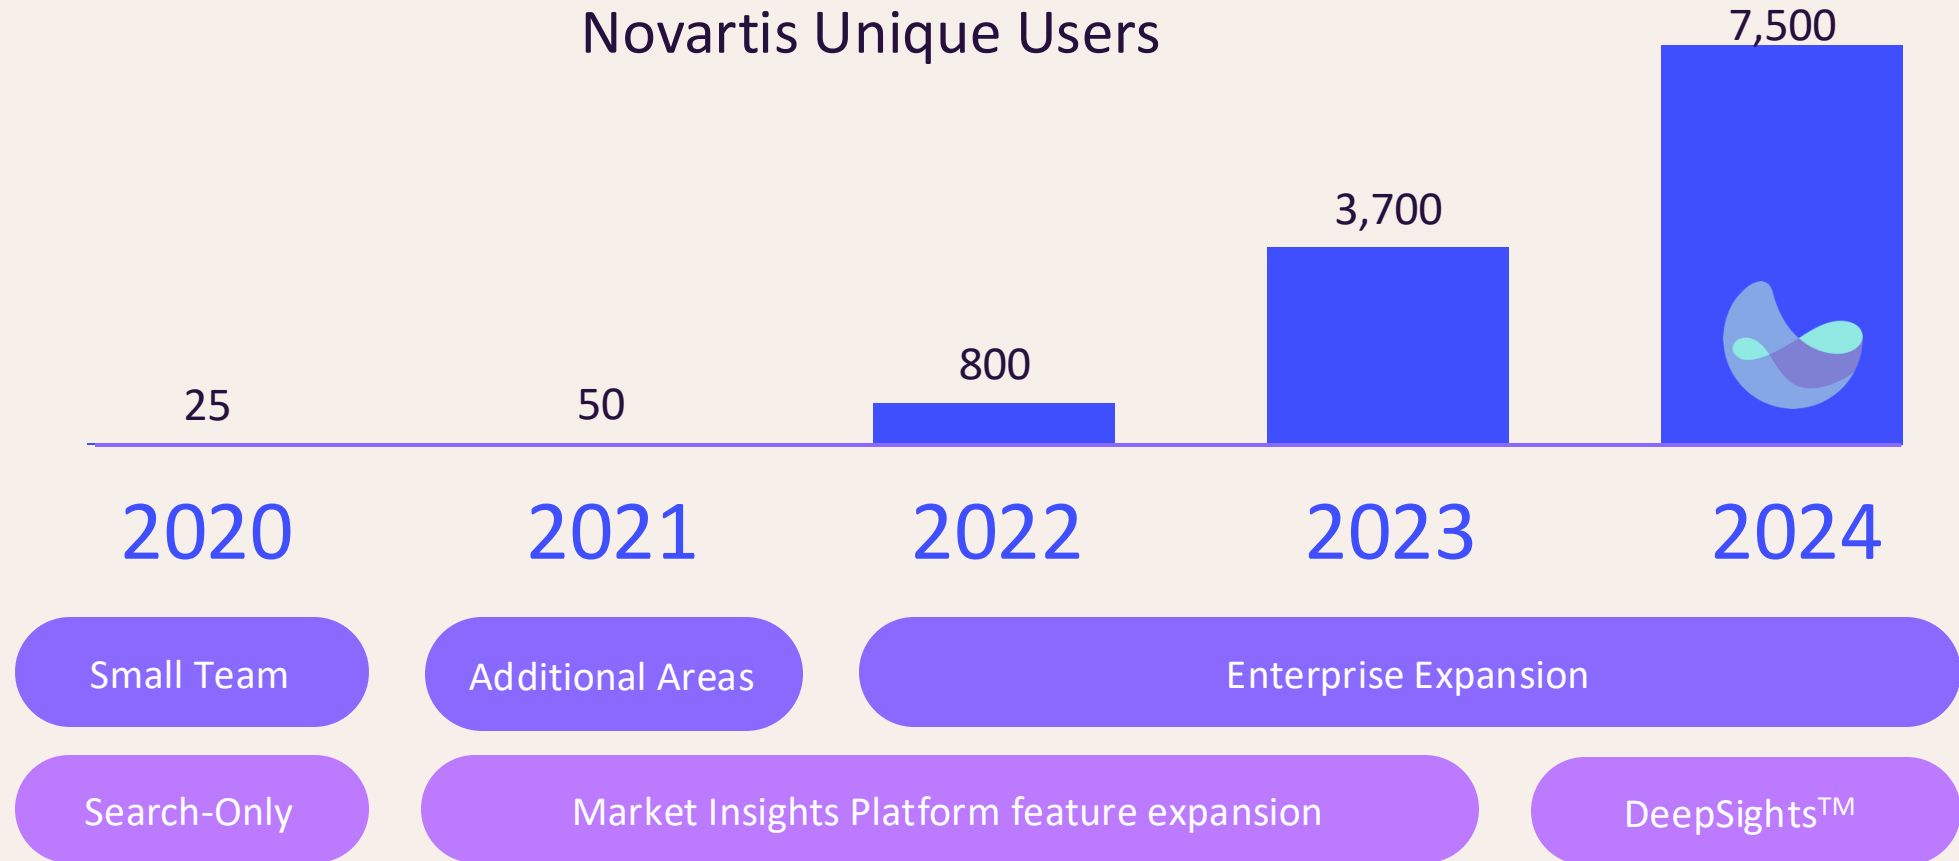 Novartis Unique Users
7,500
3,700
800
25
50
2020
2021
2022
2023
2024
Small Team
Additional Areas
Enterprise Expansion
Search-Only
Market Insights Platform feature expansion
DeepSights™